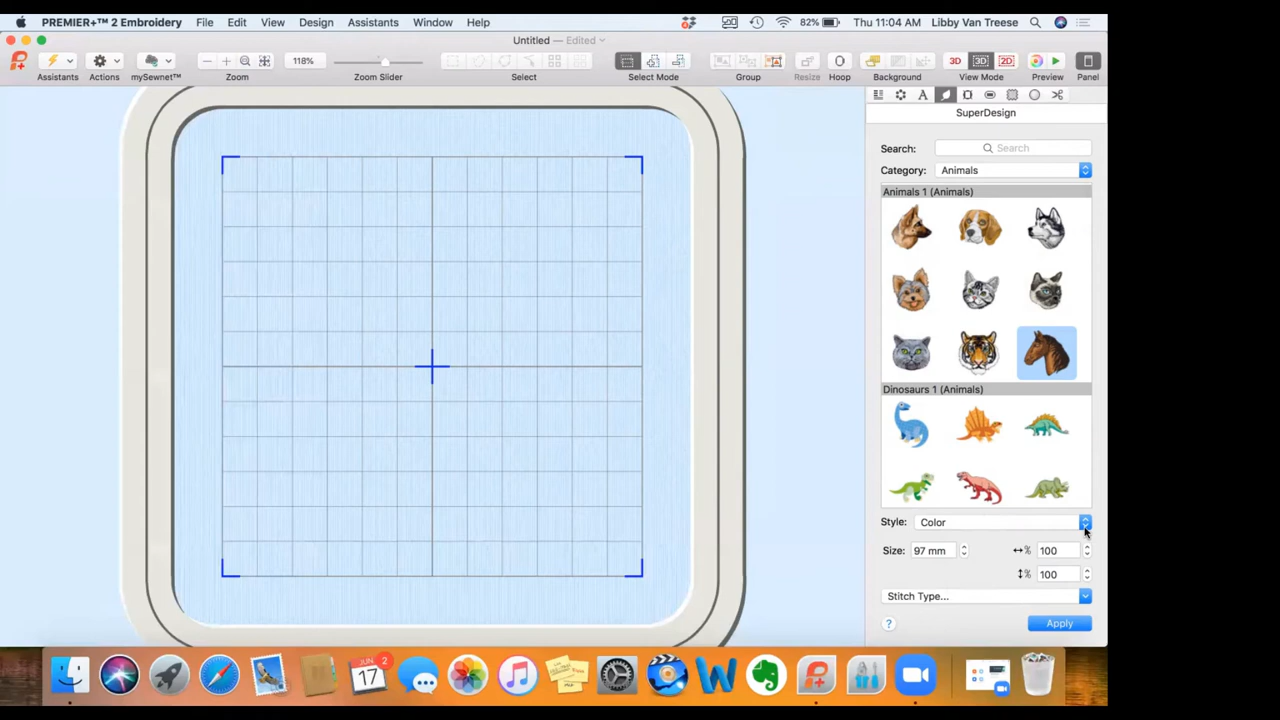 PREMIER+™ 2 Embroidery File Edit View Design Assistants Window Help 82% Thu 11:04 AM Libby Van Treese
Untitled — Edited
118%
3D 3D 2D
Assistants Actions mySewnet™ Zoom Zoom Slider Select Select Mode Group Resize Hoop Background View Mode Preview Panel
A
SuperDesign
Search: Search
Category: Animals
Animals 1 (Animals)
Dinosaurs 1 (Animals)
Style: Color
Size: 97 mm % 100
% 100
Stitch Type...
? Apply
JUN 2
17
W